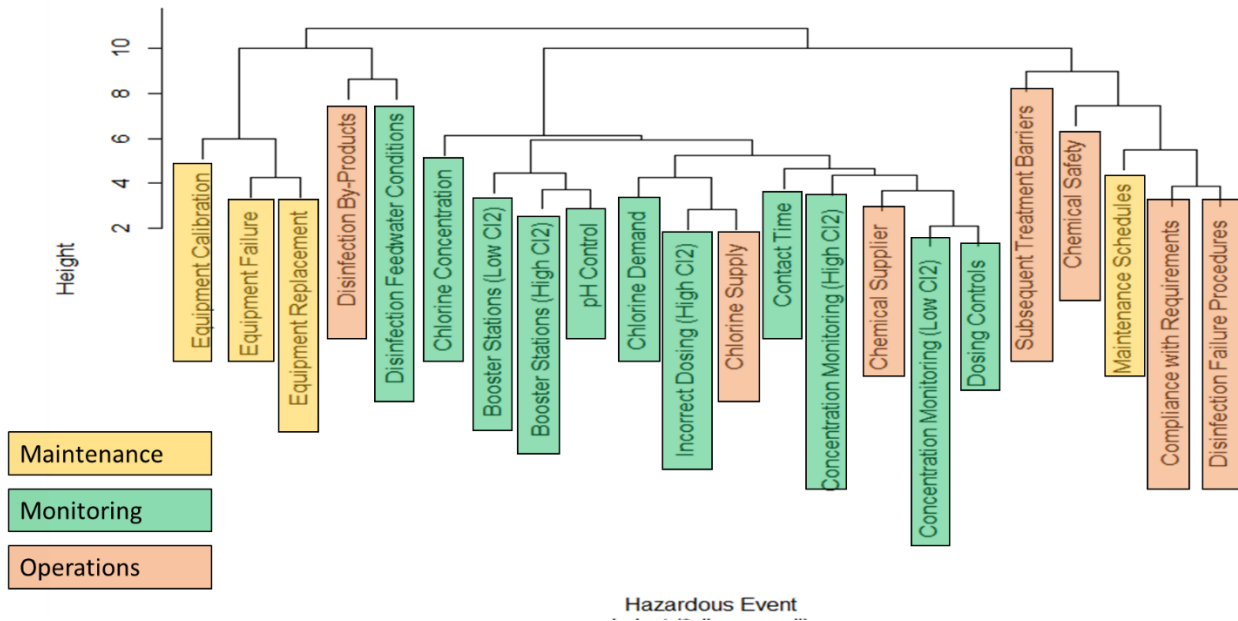 10
8
6
4
2
Height
Equipment Calibration
Equipment Failure
Equipment Replacement
Disinfection By-Products
Disinfection Feedwater Conditions
Chlorine Concentration
Booster Stations (Low Cl2)
Booster Stations (High Cl2)
pH Control
Chlorine Demand
Incorrect Dosing (High Cl2)
Chlorine Supply
Contact Time
Concentration Monitoring (High Cl2)
Chemical Supplier
Concentration Monitoring (Low Cl2)
Dosing Controls
Subsequent Treatment Barriers
Chemical Safety
Maintenance Schedules
Compliance with Requirements
Disinfection Failure Procedures
Maintenance
Monitoring
Operations
Hazardous Event